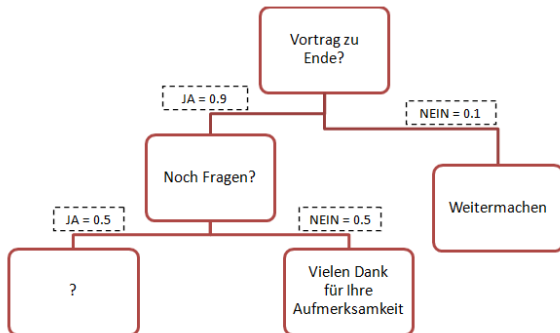 Vortrag zu
Ende?
JA = 0.9
NEIN = 0.1
Noch Fragen?
Weitermachen
JA = 0.5
NEIN = 0.5
?
Vielen Dank
für Ihre
Aufmerksamkeit